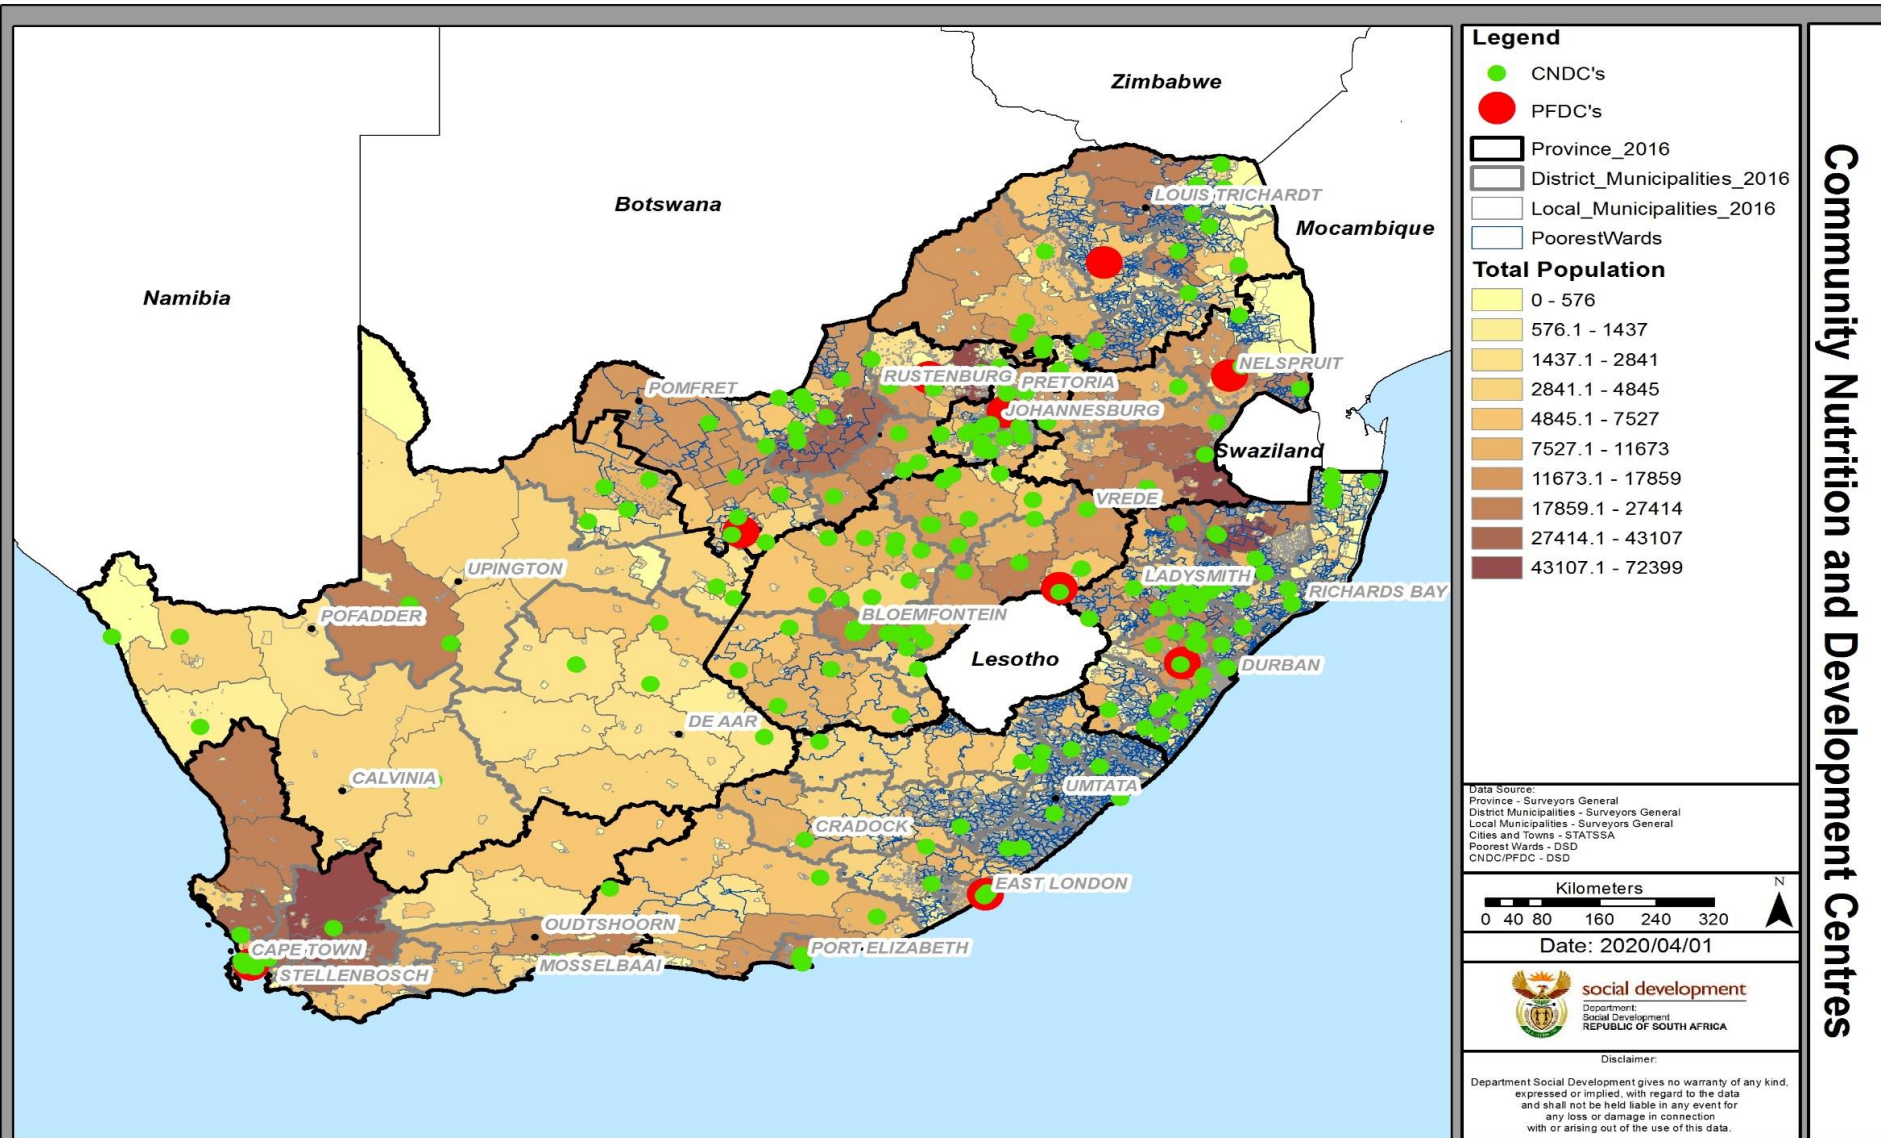 Zimbabwe
Botswana
Mocambique
Namibia
LOUIS TRICHARDT
NELSPRUIT
RUSTENBURG
PRETORIA
POMFRET
JOHANNESBURG
Swaziland
VREDE
UPINGTON
LADYSMITH
RICHARDS BAY
POFADDER
BLOEMFONTEIN
Lesotho
DURBAN
DE AAR
CALVINIA
UMTATA
CRADOCK
EAST LONDON
OUDTSHOORN
CAPE TOWN
PORT ELIZABETH
STELLENBOSCH
MOSSELBAAI
Legend
CNDC's
PFDC's
Province_2016
District_Municipalities_2016
Local_Municipalities_2016
PoorestWards
Total Population
0 - 576
576.1 - 1437
1437.1 - 2841
2841.1 - 4845
4845.1 - 7527
7527.1 - 11673
11673.1 - 17859
17859.1 - 27414
27414.1 - 43107
43107.1 - 72399
Data Source:
Province - Surveyors General
District Municipalities - Surveyors General
Local Municipalities - Surveyors General
Cities and Towns - STATSSA
Poorest Wards - DSD
CNDC/PFDC - DSD
Kilometers
0 40 80 160 240 320
N
Date: 2020/04/01
social development
Department:
Social Development
REPUBLIC OF SOUTH AFRICA
Disclaimer:
Department Social Development gives no warranty of any kind,
expressed or implied, with regard to the data
and shall not be held liable in any event for
any loss or damage in connection
with or arising out of the use of this data.
Community Nutrition and Development Centres